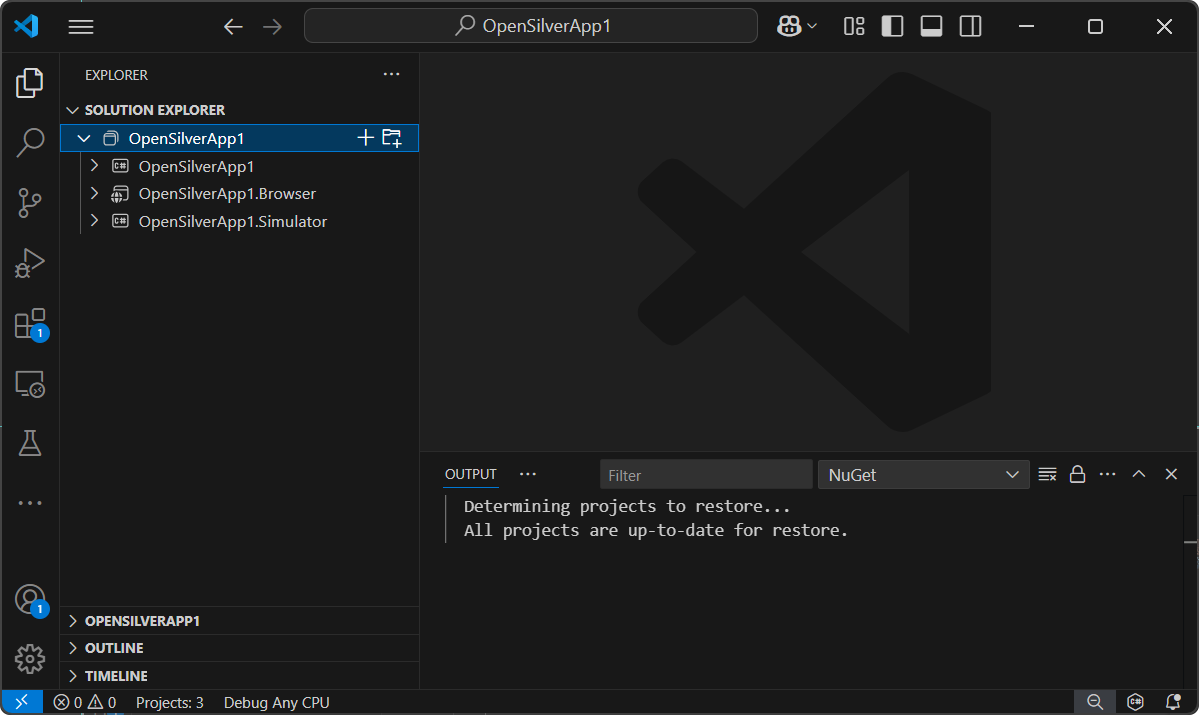 OpenSilverApp1
EXPLORER
SOLUTION EXPLORER
OpenSilverApp1
OpenSilverApp1
OpenSilverApp1.Browser
OpenSilverApp1.Simulator
1
1
OPENSILVERAPP1
OUTLINE
TIMELINE
OUTPUT
Filter
NuGet
Determining projects to restore...
All projects are up-to-date for restore.
0 0 Projects: 3 Debug Any CPU